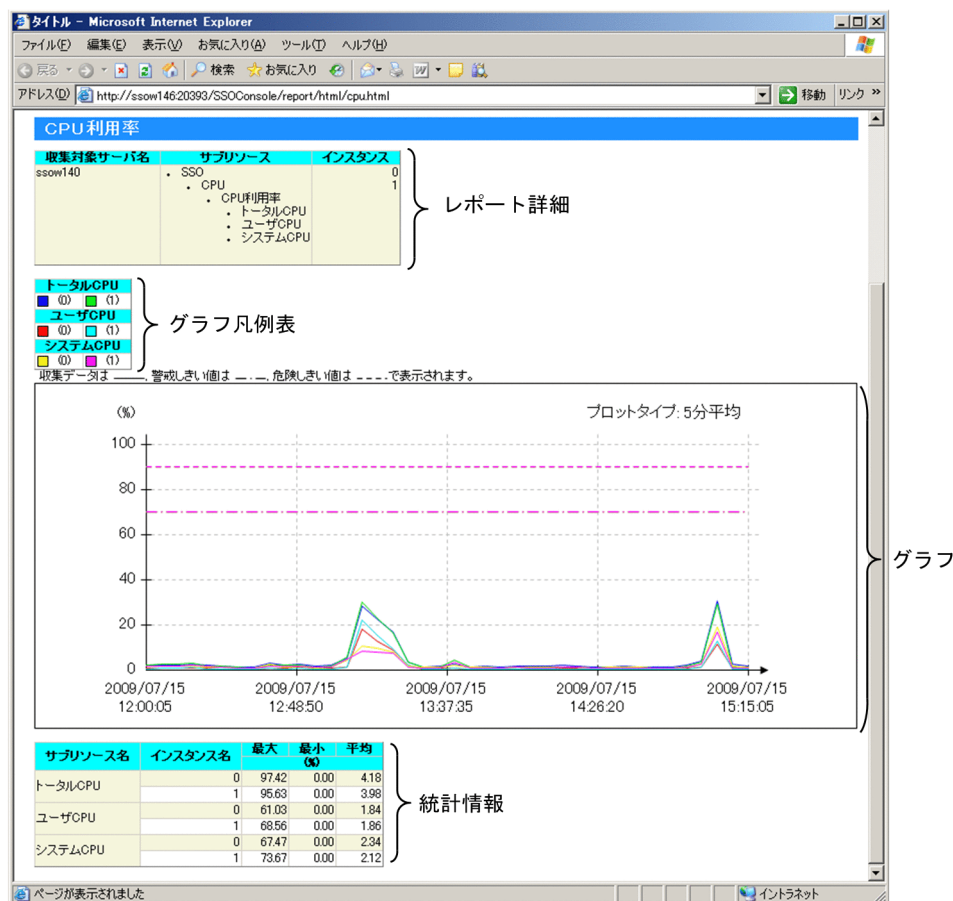 タイトル - Microsoft Internet Explorer
ファイル(F) 編集(E) 表示(V) お気に入り(A) ツール(T) ヘルプ(H)
戻る 検索 お気に入り
アドレス(D) http://ssow146:20393/SSOConsole/report/html/cpu.html 移動 リンク »
CPU利用率
収集対象サーバ名 サブリソース インスタンス
ssow140 • SSO 0
• CPU 1
• CPU利用率
• トータルCPU
• ユーザCPU
• システムCPU
レポート詳細
トータルCPU
(0) (1)
ユーザCPU
(0) (1)
システムCPU
(0) (1)
グラフ凡例表
収集データは ―――, 警戒しきい値は ―・―, 危険しきい値は ----で表示されます。
(%) プロットタイプ: 5分平均
100
80
60
40
20
0
2009/07/15 2009/07/15 2009/07/15 2009/07/15 2009/07/15
12:00:05 12:48:50 13:37:35 14:26:20 15:15:05
グラフ
サブリソース名 インスタンス名 最大 最小 平均
(%)
トータルCPU 0 97.42 0.00 4.18
1 95.63 0.00 3.98
ユーザCPU 0 61.03 0.00 1.84
1 68.56 0.00 1.86
システムCPU 0 67.47 0.00 2.34
1 73.67 0.00 2.12
統計情報
ページが表示されました イントラネット